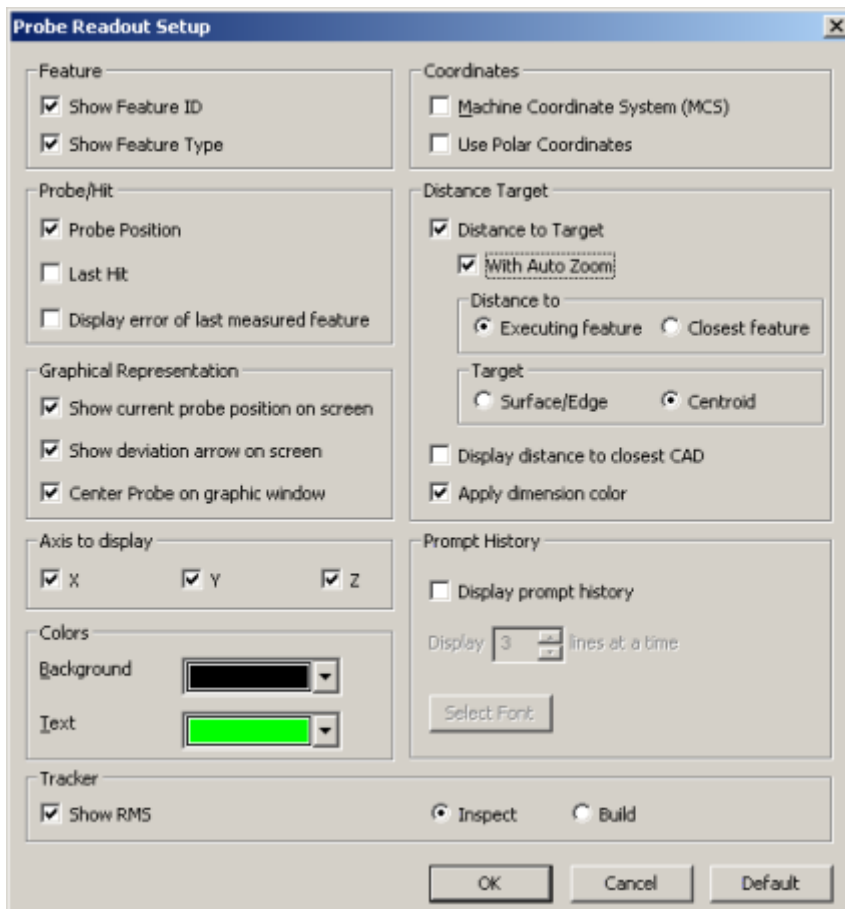 Probe Readout Setup
Feature
Show Feature ID
Show Feature Type
Coordinates
Machine Coordinate System (MCS)
Use Polar Coordinates
Probe/Hit
Probe Position
Last Hit
Display error of last measured feature
Distance Target
Distance to Target
With Auto Zoom
Distance to
Executing feature Closest feature
Target
Surface/Edge Centroid
Display distance to closest CAD
Apply dimension color
Graphical Representation
Show current probe position on screen
Show deviation arrow on screen
Center Probe on graphic window
Axis to display
X Y Z
Prompt History
Display prompt history
Display 3 lines at a time
Select Font
Colors
Background
Text
Tracker
Show RMS Inspect Build
OK Cancel Default